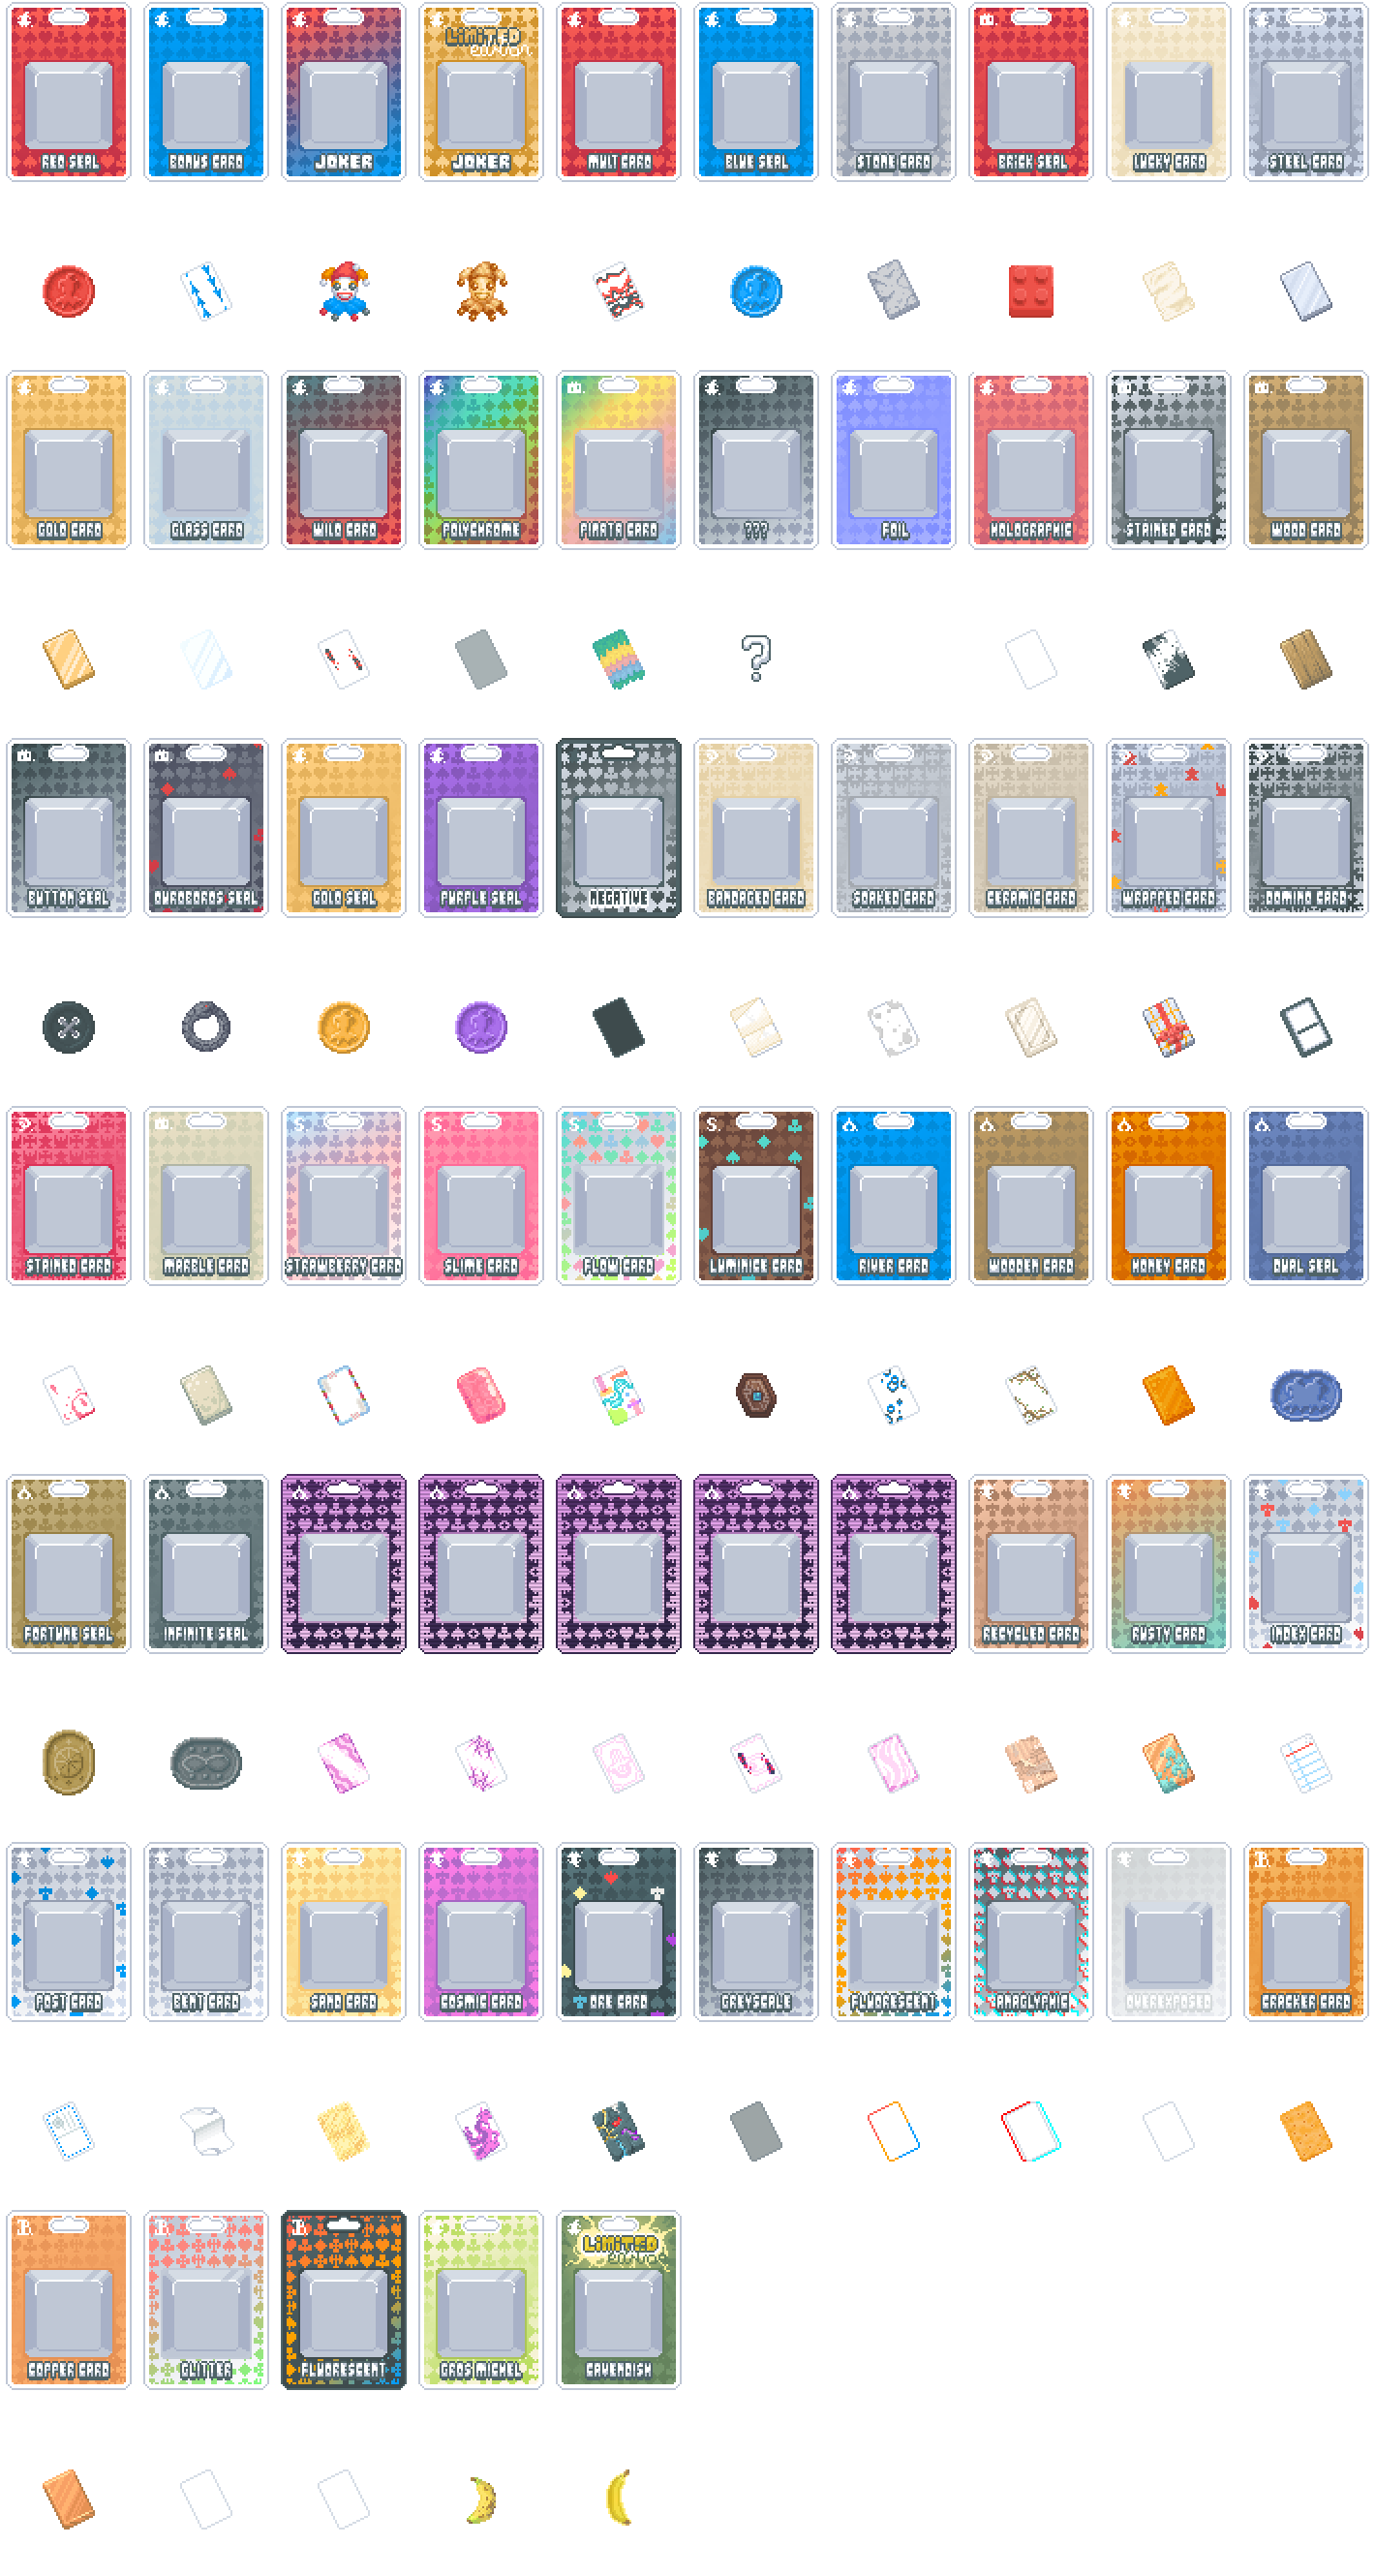 RED SEAL
BONUS CARD
JOKER
LIMITED
EDITION
JOKER
MULT CARD
BLUE SEAL
STONE CARD
BRICK SEAL
LUCKY CARD
STEEL CARD
GOLD CARD
GLASS CARD
WILD CARD
POLYCHROME
PINATA CARD
???
FOIL
HOLOGRAPHIC
STAINED CARD
WOOD CARD
BUTTON SEAL
OUROBOROS SEAL
GOLD SEAL
PURPLE SEAL
NEGATIVE
BANDAGED CARD
SOAKED CARD
CERAMIC CARD
WRAPPED CARD
DOMINO CARD
STAINED CARD
MARBLE CARD
S.
STRAWBERRY CARD
S.
SLIME CARD
FLOW CARD
S.
LUMINICE CARD
RIVER CARD
WOODEN CARD
HONEY CARD
DUAL SEAL
FORTUNE SEAL
INFINITE SEAL
RECYCLED CARD
RUSTY CARD
INDEX CARD
POST CARD
BENT CARD
SAND CARD
COSMIC CARD
ORE CARD
GREYSCALE
FLUORESCENT
ANAGLYPHIC
OVEREXPOSED
B.
CRACKER CARD
B.
COPPER CARD
GLITTER
B.
FLUORESCENT
GROS MICHEL
LIMITED
EDITION
CAVENDISH